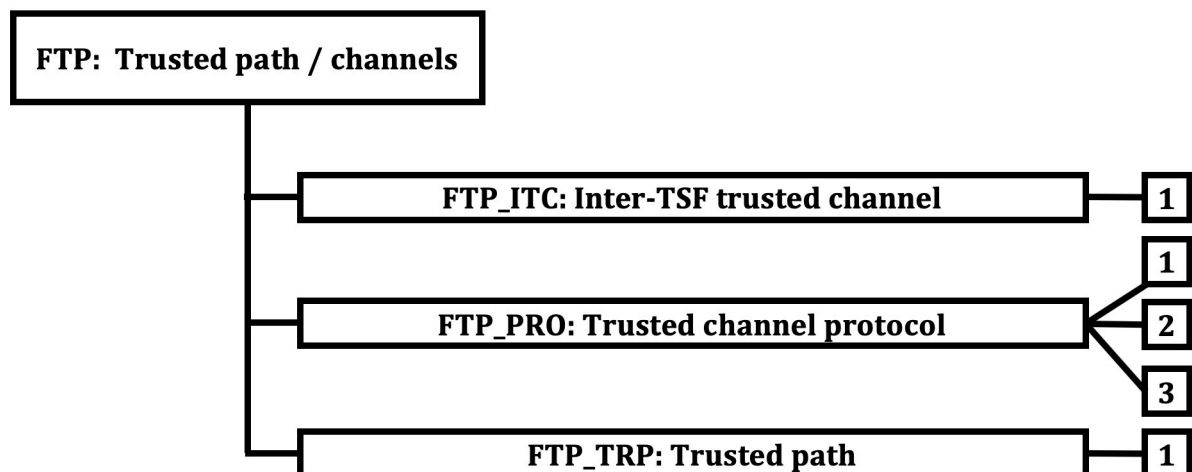 FTP: Trusted path / channels
FTP_ITC: Inter-TSF trusted channel 1
1
FTP_PRO: Trusted channel protocol 2
3
FTP_TRP: Trusted path 1